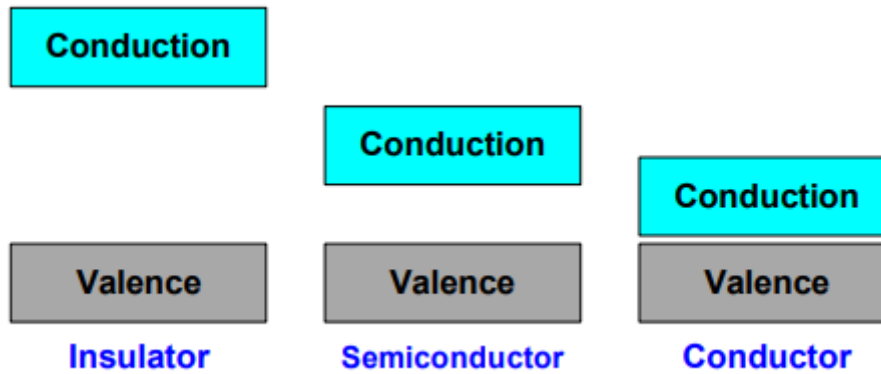 Conduction
Conduction
Conduction
Valence
Valence
Valence
Insulator
Semiconductor
Conductor